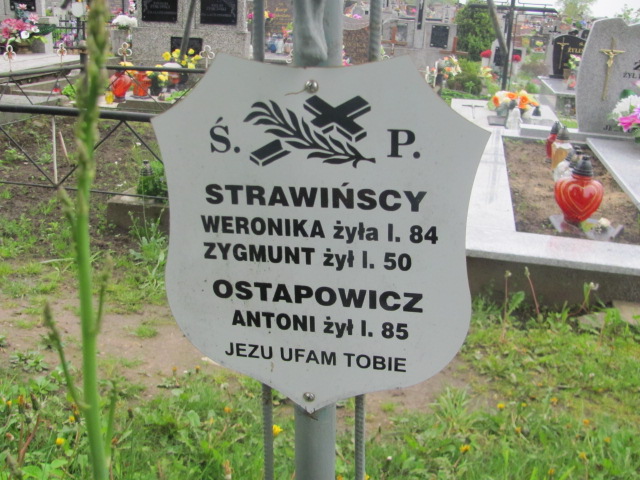 Ś. P.
STRAWIŃSCY
WERONIKA żyła l. 84
ZYGMUNT żył l. 50
OSTAPOWICZ
ANTONI żył l. 85
JEZU UFAM TOBIE